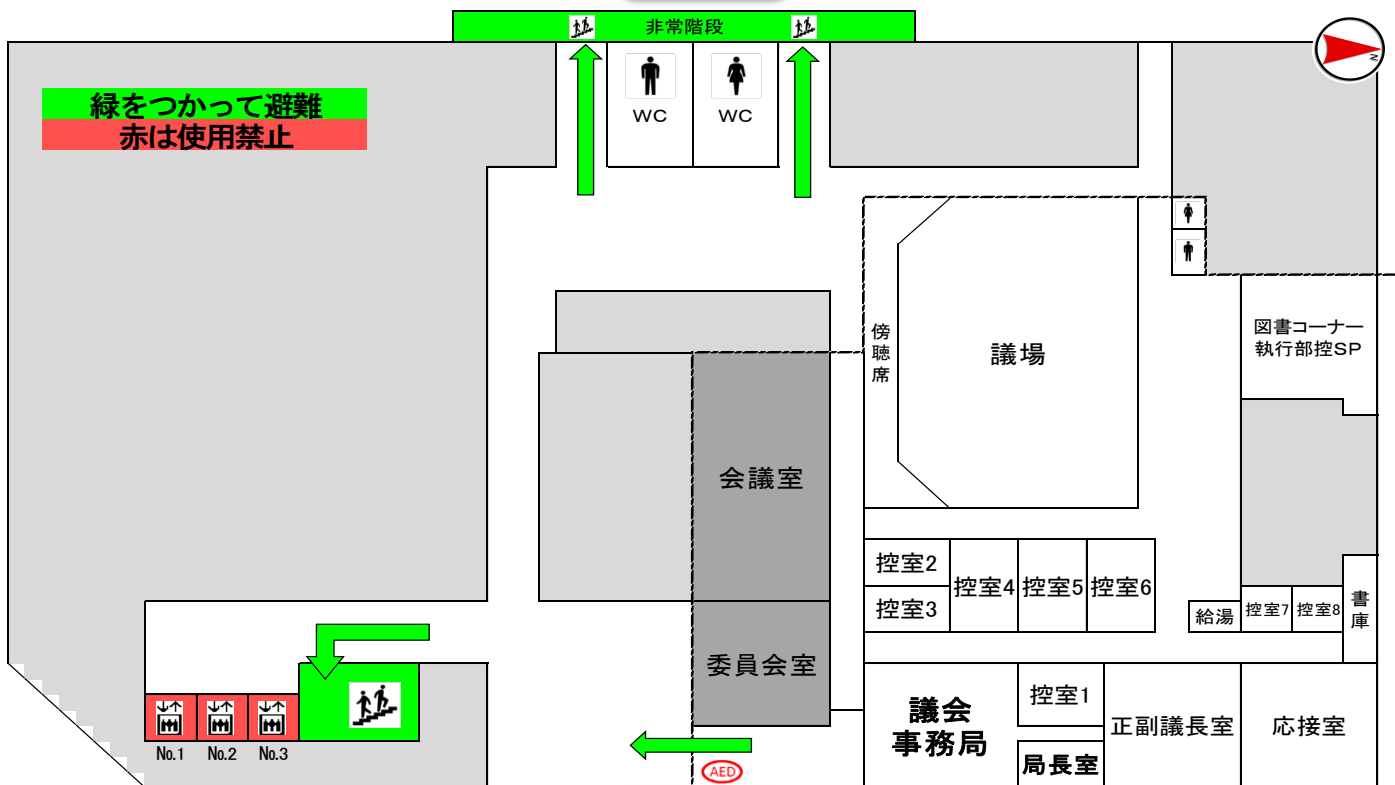 非常階段
N
緑をつかって避難
赤は使用禁止
WC
WC
傍聴席
議場
図書コーナー
執行部控SP
会議室
控室2
控室3
控室4
控室5
控室6
給湯
控室7
控室8
書庫
委員会室
議会
事務局
控室1
局長室
正副議長室
応接室
No.1
No.2
No.3
AED